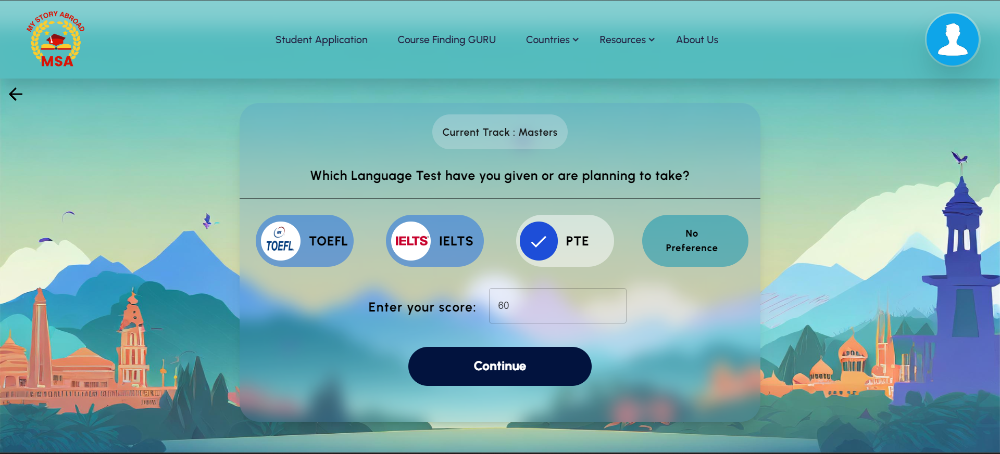 MY STORY ABROAD
MSA
Student Application
Course Finding GURU
Countries
Resources
About Us
Current Track : Masters
Which Language Test have you given or are planning to take?
iBT
TOEFL
TOEFL
IELTS
IELTS
PTE
No
Preference
Enter your score:
60
Continue